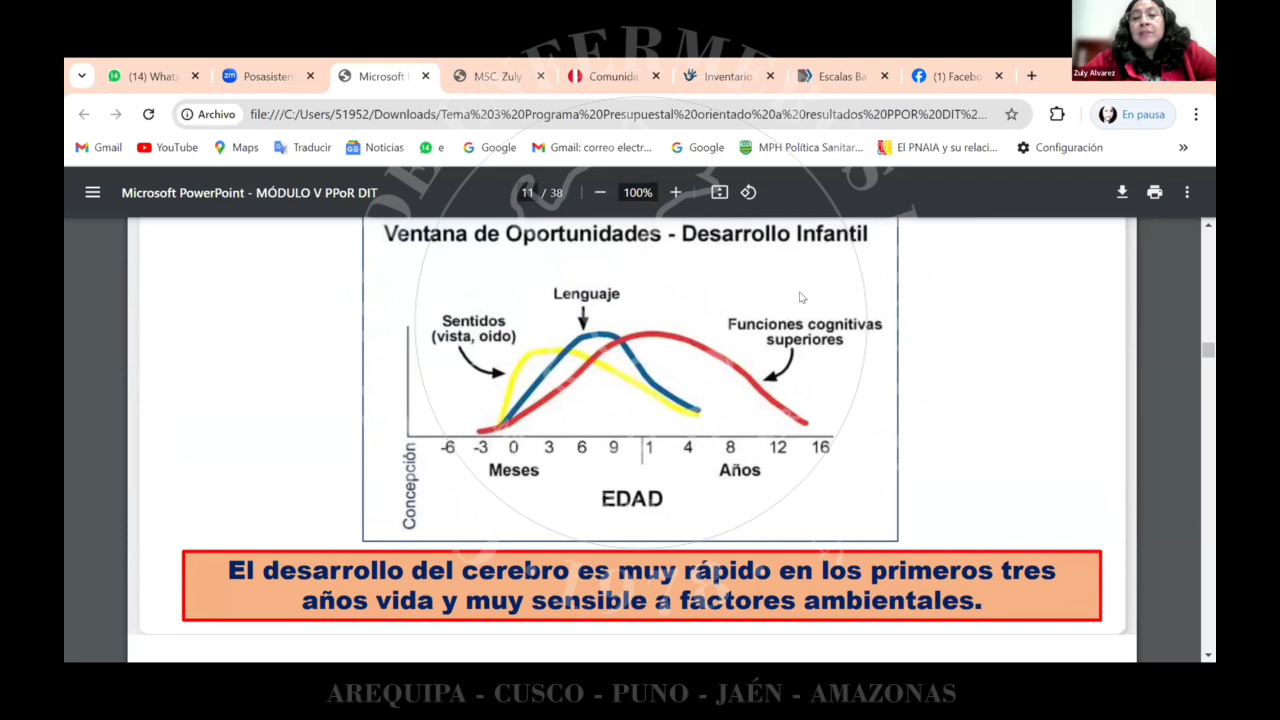 Zuly Alvarez
(14) Whats
Posasisten
Microsoft
MSC. Zuly
Comunida
Inventario
Escalas Ba
(1) Facebo
Archivo
file:///C:/Users/51952/Downloads/Tema%203%20Programa%20Presupuestal%20orientado%20a%20resultados%20PPOR%20DIT%2...
En pausa
Gmail
YouTube
Maps
Traducir
Noticias
e
Google
Gmail: correo electr...
Google
MPH Política Sanitar...
El PNAIA y su relaci...
Configuración
Microsoft PowerPoint - MÓDULO V PPoR DIT
11 / 38
100%
Ventana de Oportunidades - Desarrollo Infantil
Lenguaje
Sentidos
(vista, oido)
Funciones cognitivas
superiores
Concepción
-6 -3 0 3 6 9 1 4 8 12 16
Meses
Años
EDAD
El desarrollo del cerebro es muy rápido en los primeros tres
años vida y muy sensible a factores ambientales.
1978
AREQUIPA - CUSCO - PUNO - JAÉN - AMAZONAS